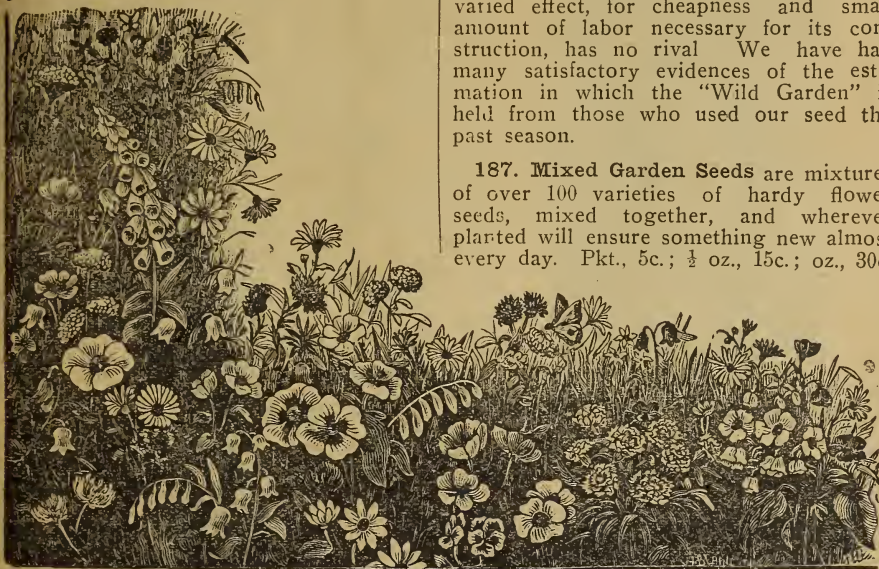 varied effect, for cheapness and sma
amount of labor necessary for its con
struction, has no rival We have ha
many satisfactory evidences of the esti
mation in which the “Wild Garden”
held from those who used our seed th
past season.
187. Mixed Garden Seeds are mixture
of over 100 varieties of hardy flowe
seeds, mixed together, and whereve
planted will ensure something new almos
every day. Pkt., 5c.; ½ oz., 15c.; oz., 30c